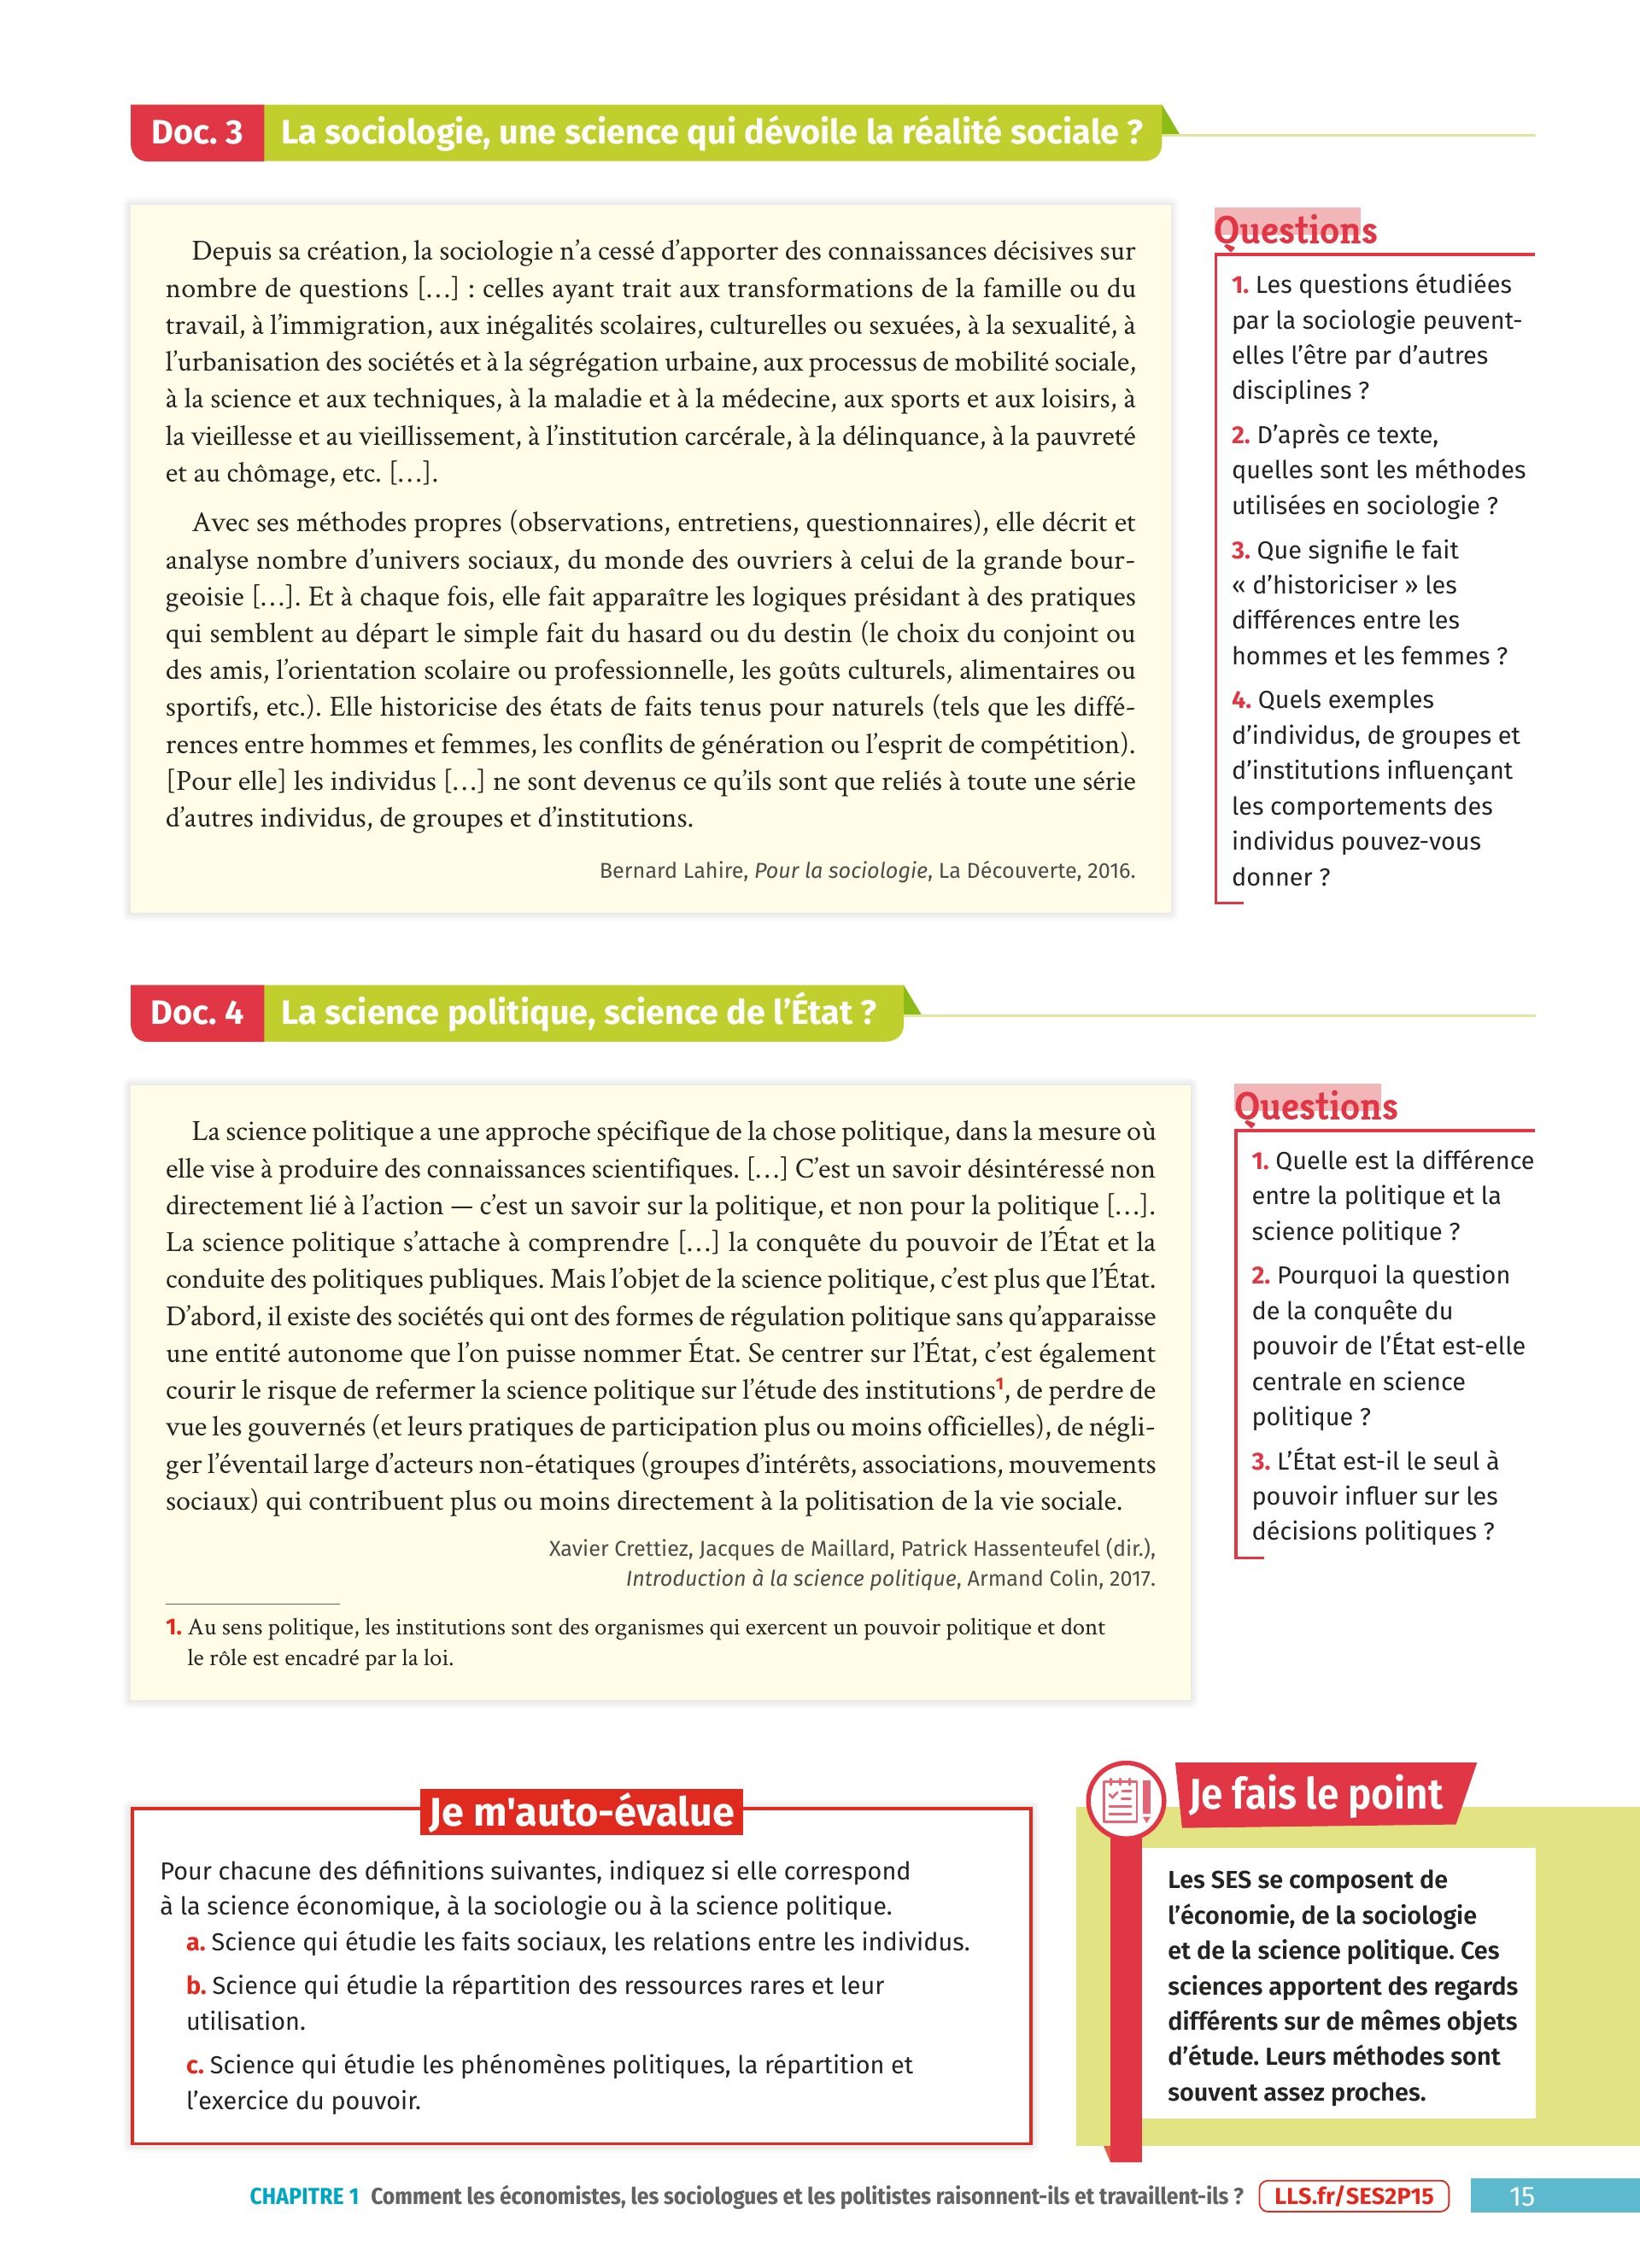 Doc. 3 La sociologie, une science qui dévoile la réalité sociale ?
Depuis sa création, la sociologie n’a cessé d’apporter des connaissances décisives sur
nombre de questions […] : celles ayant trait aux transformations de la famille ou du
travail, à l’immigration, aux inégalités scolaires, culturelles ou sexuées, à la sexualité, à
l’urbanisation des sociétés et à la ségrégation urbaine, aux processus de mobilité sociale,
à la science et aux techniques, à la maladie et à la médecine, aux sports et aux loisirs, à
la vieillesse et au vieillissement, à l’institution carcérale, à la délinquance, à la pauvreté
et au chômage, etc. […].
Avec ses méthodes propres (observations, entretiens, questionnaires), elle décrit et
analyse nombre d’univers sociaux, du monde des ouvriers à celui de la grande bour-
geoisie […]. Et à chaque fois, elle fait apparaître les logiques présidant à des pratiques
qui semblent au départ le simple fait du hasard ou du destin (le choix du conjoint ou
des amis, l’orientation scolaire ou professionnelle, les goûts culturels, alimentaires ou
sportifs, etc.). Elle historicise des états de faits tenus pour naturels (tels que les diffé-
rences entre hommes et femmes, les conflits de génération ou l’esprit de compétition).
[Pour elle] les individus […] ne sont devenus ce qu’ils sont que reliés à toute une série
d’autres individus, de groupes et d’institutions.
Bernard Lahire, Pour la sociologie, La Découverte, 2016.
Questions
1. Les questions étudiées
par la sociologie peuvent-
elles l’être par d’autres
disciplines ?
2. D’après ce texte,
quelles sont les méthodes
utilisées en sociologie ?
3. Que signifie le fait
« d’historiciser » les
différences entre les
hommes et les femmes ?
4. Quels exemples
d’individus, de groupes et
d’institutions influençant
les comportements des
individus pouvez-vous
donner ?
Doc. 4 La science politique, science de l’État ?
La science politique a une approche spécifique de la chose politique, dans la mesure où
elle vise à produire des connaissances scientifiques. […] C’est un savoir désintéressé non
directement lié à l’action — c’est un savoir sur la politique, et non pour la politique […].
La science politique s’attache à comprendre […] la conquête du pouvoir de l’État et la
conduite des politiques publiques. Mais l’objet de la science politique, c’est plus que l’État.
D’abord, il existe des sociétés qui ont des formes de régulation politique sans qu’apparaisse
une entité autonome que l’on puisse nommer État. Se centrer sur l’État, c’est également
courir le risque de refermer la science politique sur l’étude des institutions1, de perdre de
vue les gouvernés (et leurs pratiques de participation plus ou moins officielles), de négli-
ger l’éventail large d’acteurs non-étatiques (groupes d’intérêts, associations, mouvements
sociaux) qui contribuent plus ou moins directement à la politisation de la vie sociale.
Xavier Crettiez, Jacques de Maillard, Patrick Hassenteufel (dir.),
Introduction à la science politique, Armand Colin, 2017.
1. Au sens politique, les institutions sont des organismes qui exercent un pouvoir politique et dont
le rôle est encadré par la loi.
Questions
1. Quelle est la différence
entre la politique et la
science politique ?
2. Pourquoi la question
de la conquête du
pouvoir de l’État est-elle
centrale en science
politique ?
3. L’État est-il le seul à
pouvoir influer sur les
décisions politiques ?
Je m'auto-évalue
Pour chacune des définitions suivantes, indiquez si elle correspond
à la science économique, à la sociologie ou à la science politique.
a. Science qui étudie les faits sociaux, les relations entre les individus.
b. Science qui étudie la répartition des ressources rares et leur
utilisation.
c. Science qui étudie les phénomènes politiques, la répartition et
l’exercice du pouvoir.
Je fais le point
Les SES se composent de
l’économie, de la sociologie
et de la science politique. Ces
sciences apportent des regards
différents sur de mêmes objets
d’étude. Leurs méthodes sont
souvent assez proches.
CHAPITRE 1 Comment les économistes, les sociologues et les politistes raisonnent-ils et travaillent-ils ? LLS.fr/SES2P15 15